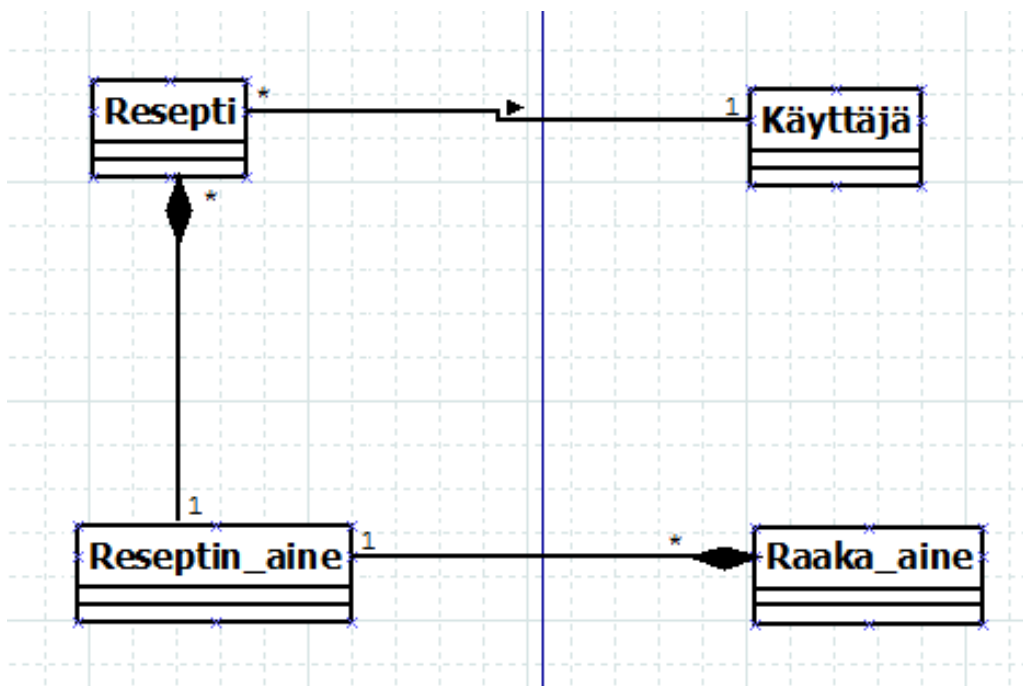 Resepti
*
1
Käyttäjä
*
1
Reseptin_aine
1
*
Raaka_aine